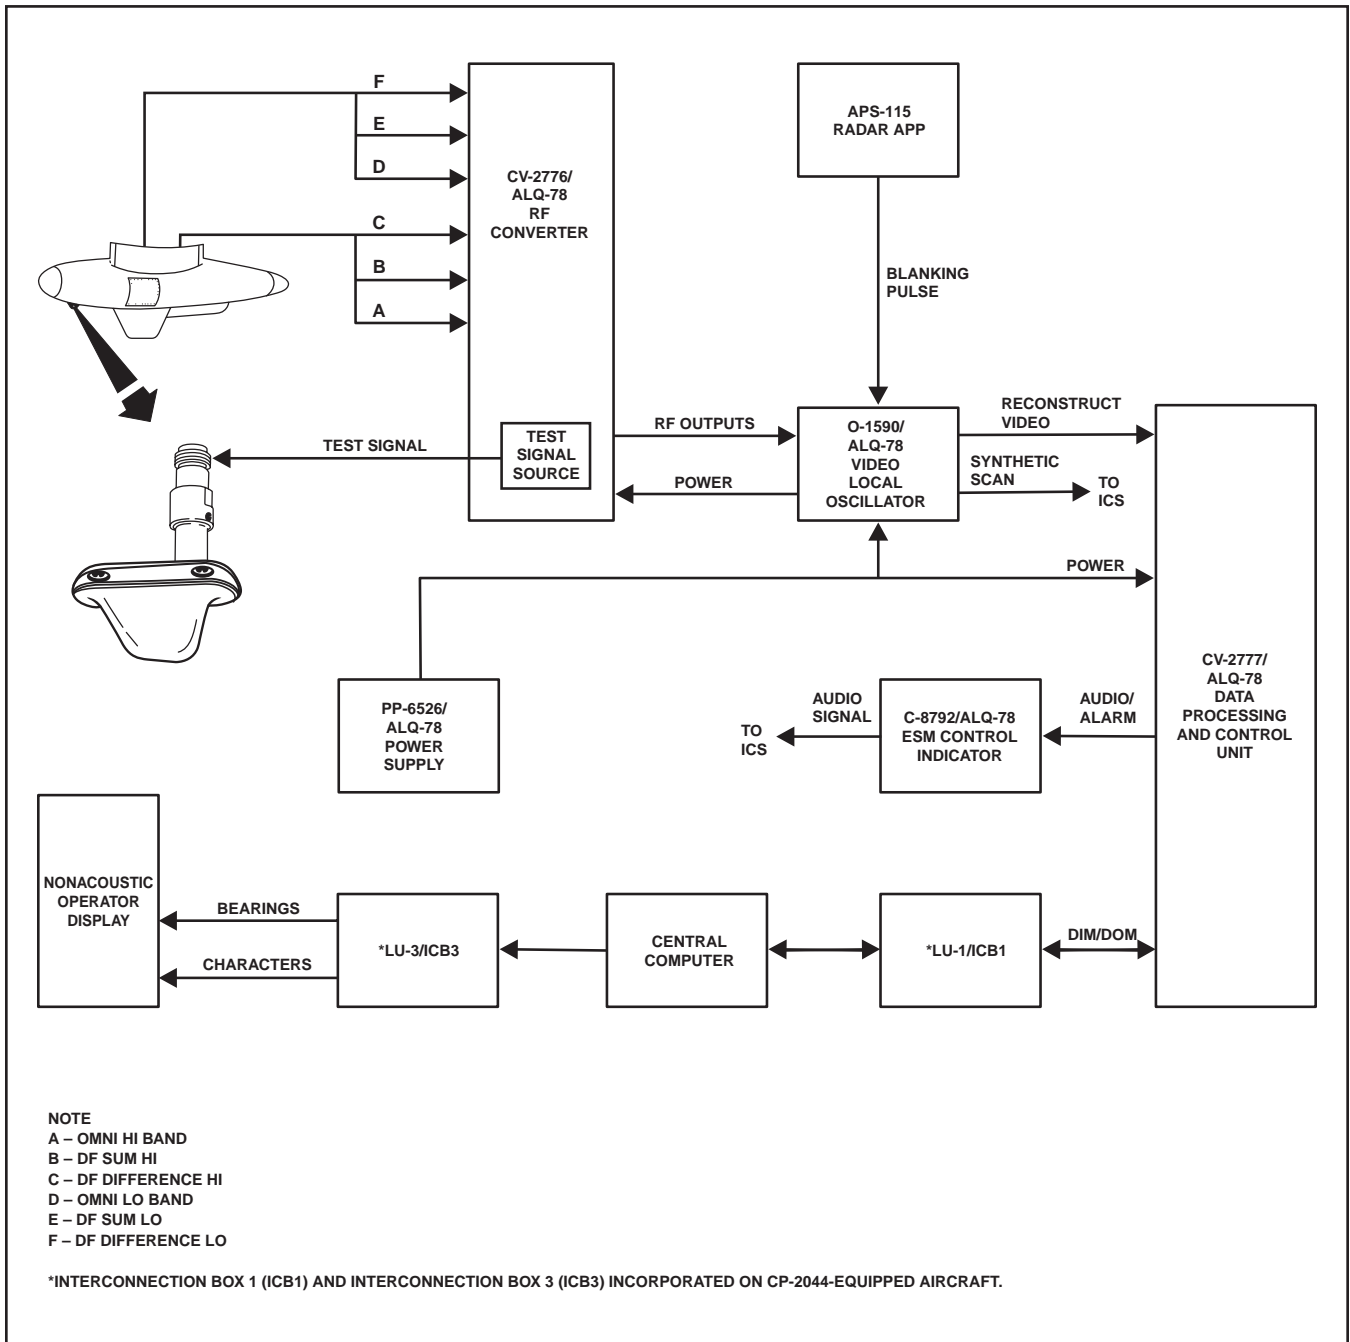 F
E
D
C
B
A
CV-2776/
ALQ-78
RF
CONVERTER
APS-115
RADAR APP
BLANKING
PULSE
TEST SIGNAL
TEST
SIGNAL
SOURCE
RF OUTPUTS
POWER
O-1590/
ALQ-78
VIDEO
LOCAL
OSCILLATOR
RECONSTRUCT
VIDEO
SYNTHETIC
SCAN
TO
ICS
POWER
CV-2777/
ALQ-78
DATA
PROCESSING
AND CONTROL
UNIT
PP-6526/
ALQ-78
POWER
SUPPLY
TO
ICS
AUDIO
SIGNAL
C-8792/ALQ-78
ESM CONTROL
INDICATOR
AUDIO/
ALARM
NONACOUSTIC
OPERATOR
DISPLAY
BEARINGS
CHARACTERS
*LU-3/ICB3
CENTRAL
COMPUTER
*LU-1/ICB1
DIM/DOM
NOTE
A – OMNI HI BAND
B – DF SUM HI
C – DF DIFFERENCE HI
D – OMNI LO BAND
E – DF SUM LO
F – DF DIFFERENCE LO
*INTERCONNECTION BOX 1 (ICB1) AND INTERCONNECTION BOX 3 (ICB3) INCORPORATED ON CP-2044-EQUIPPED AIRCRAFT.